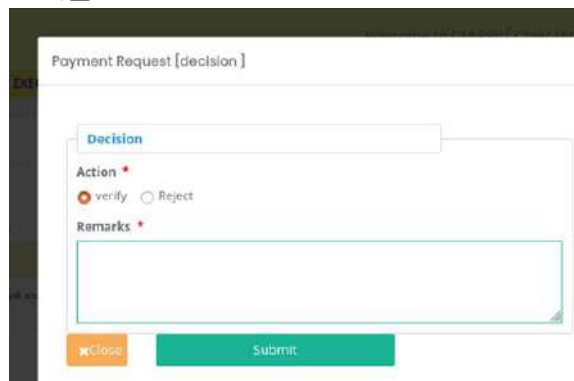 Payment Request [decision ]
Decision
Action *
verify Reject
Remarks *
×Close
Submit